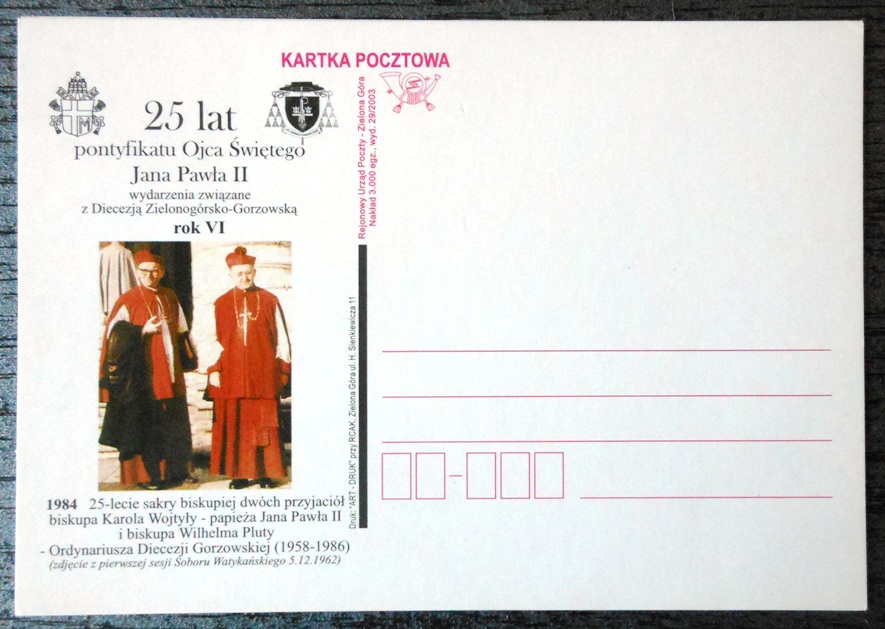 KARTKA POCZTOWA
25 lat
pontyfikatu Ojca Świętego
Jana Pawła II
wydarzenia związane
z Diecezją Zielonogórsko-Gorzowską
rok VI
1984 25-lecie sakry biskupiej dwóch przyjaciół
biskupa Karola Wojtyły - papieża Jana Pawła II
i biskupa Wilhelma Pluty
- Ordynariusza Diecezji Gorzowskiej (1958-1986)
(zdjęcie z pierwszej sesji Soboru Watykańskiego 5.12.1962)
Rejonowy Urząd Poczty - Zielona Góra
Nakład 3.000 egz., wyd. 29/2003
Druk: "ART - DRUK" przy RCAK, Zielona Góra ul. H. Sienkiewicza 11
M